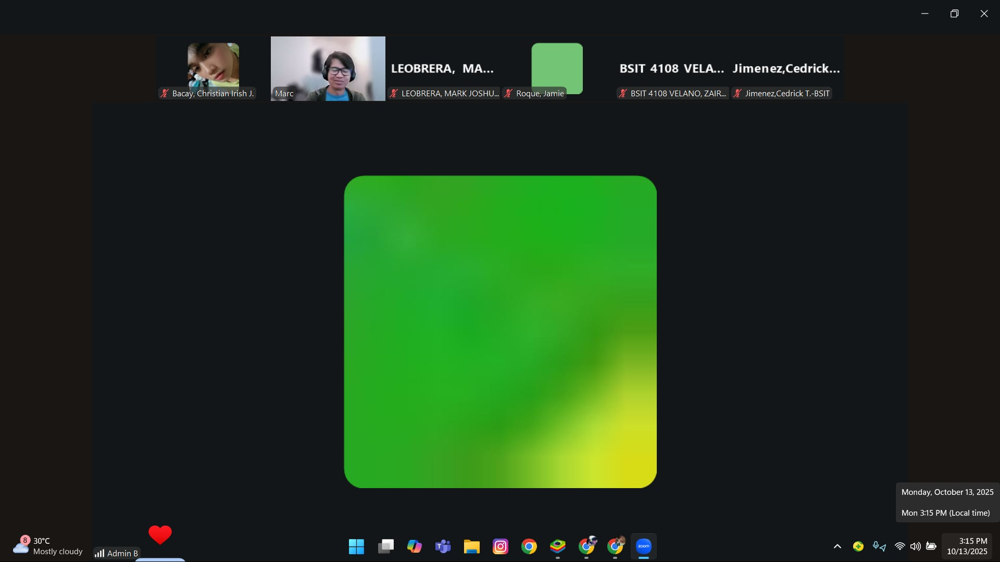 LEOBRERA, MA...
BSIT 4108 VELA...
Jimenez,Cedrick...
Bacay, Christian Irish J.
Marc
LEOBRERA, MARK JOSHU...
Roque, Jamie
BSIT 4108 VELANO, ZAIR...
Jimenez,Cedrick T.-BSIT
Monday, October 13, 2025
Mon 3:15 PM (Local time)
8
30°C
Mostly cloudy
Admin B
T
zoom
3:15 PM
10/13/2025